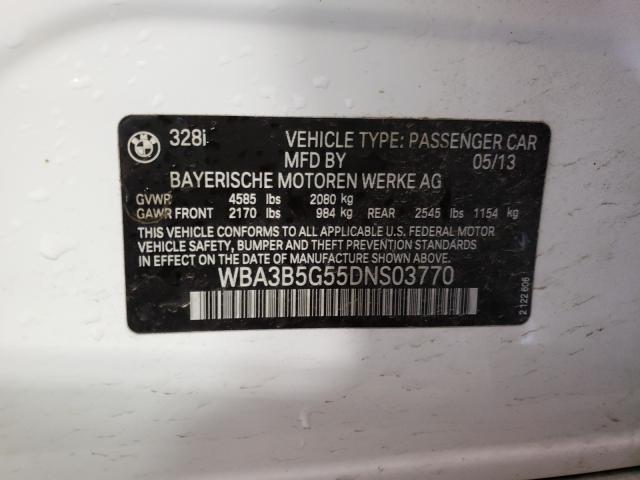 BMW 328i VEHICLE TYPE: PASSENGER CAR
MFD BY 05/13
BAYERISCHE MOTOREN WERKE AG
GVWR 4585 lbs 2080 kg
GAWR FRONT 2170 lbs 984 kg REAR 2545 lbs 1154 kg
THIS VEHICLE CONFORMS TO ALL APPLICABLE U.S. FEDERAL MOTOR
VEHICLE SAFETY, BUMPER AND THEFT PREVENTION STANDARDS
IN EFFECT ON THE DATE OF MANUFACTURE SHOWN ABOVE.
WBA3B5G55DNS03770
2 122 606